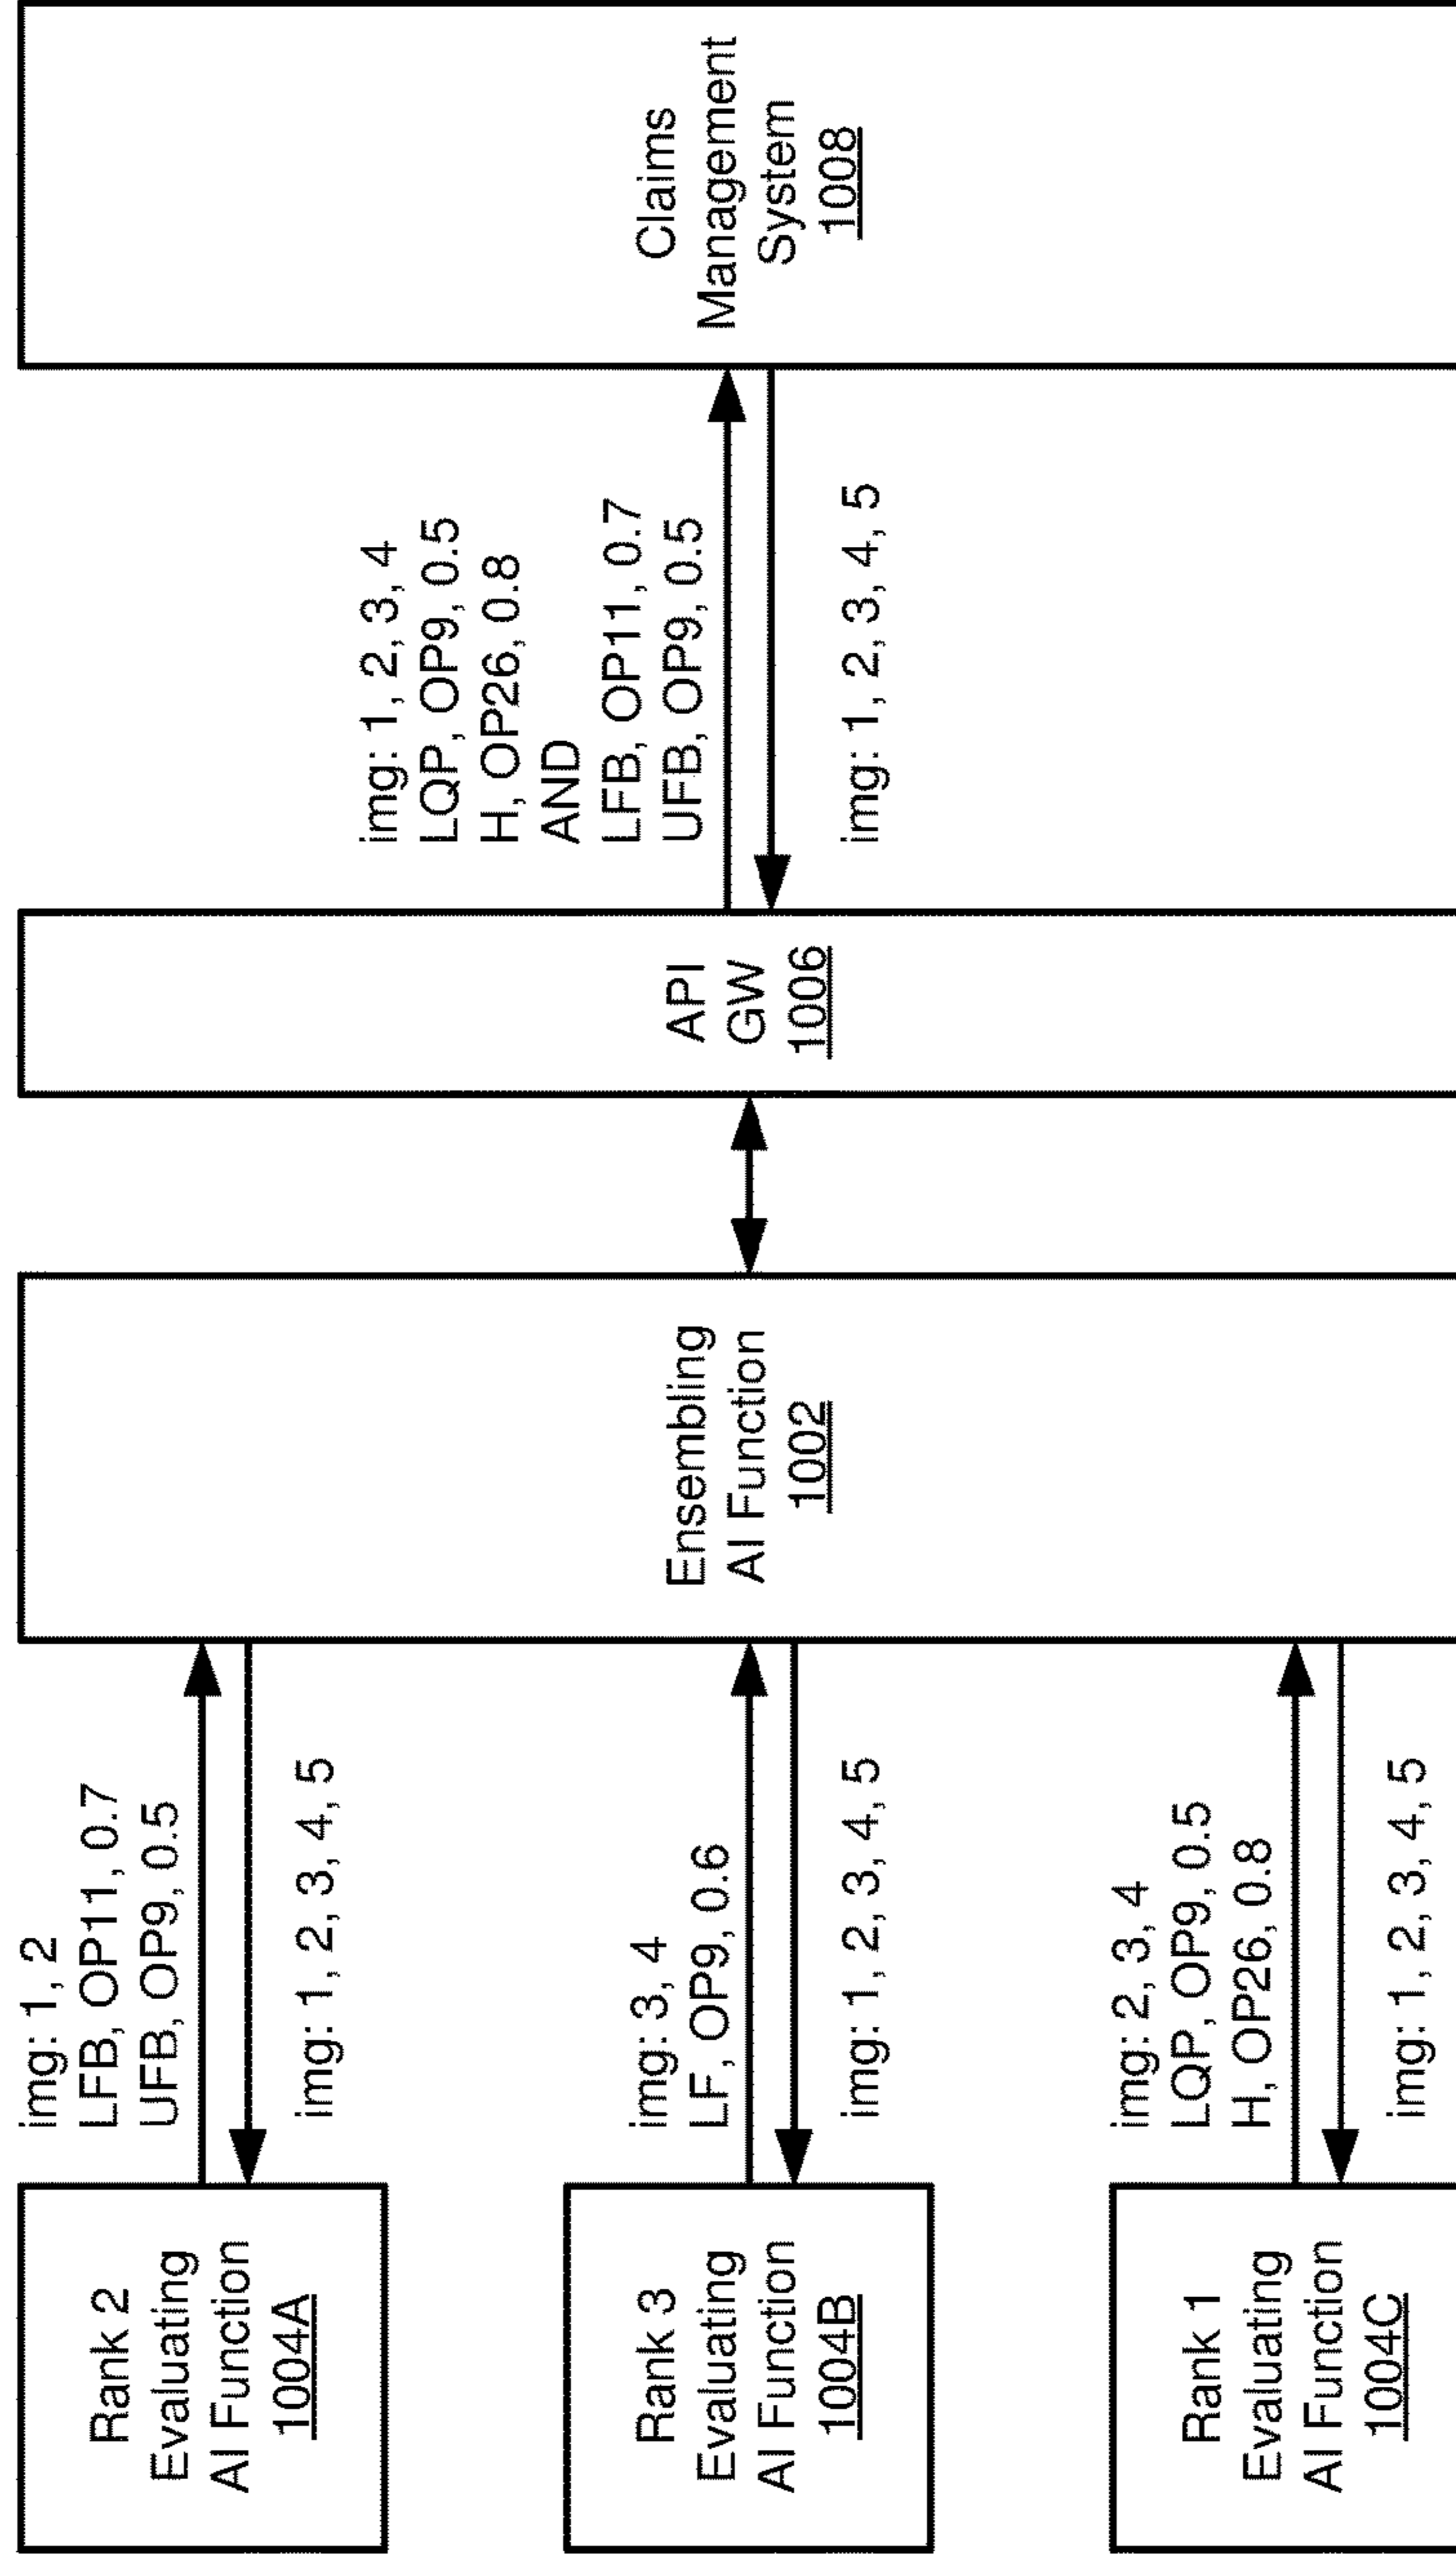 Rank 2
Evaluating
AI Function
1004A
img: 1, 2
LFB, OP11, 0.7
UFB, OP9, 0.5
img: 1, 2, 3, 4, 5
Rank 3
Evaluating
AI Function
1004B
img: 3, 4
LF, OP9, 0.6
img: 1, 2, 3, 4, 5
Rank 1
Evaluating
AI Function
1004C
img: 2, 3, 4
LQP, OP9, 0.5
H, OP26, 0.8
img: 1, 2, 3, 4, 5
Ensembling
AI Function
1002
API
GW
1006
img: 1, 2, 3, 4
LQP, OP9, 0.5
H, OP26, 0.8
AND
LFB, OP11, 0.7
UFB, OP9, 0.5
img: 1, 2, 3, 4, 5
Claims
Management
System
1008